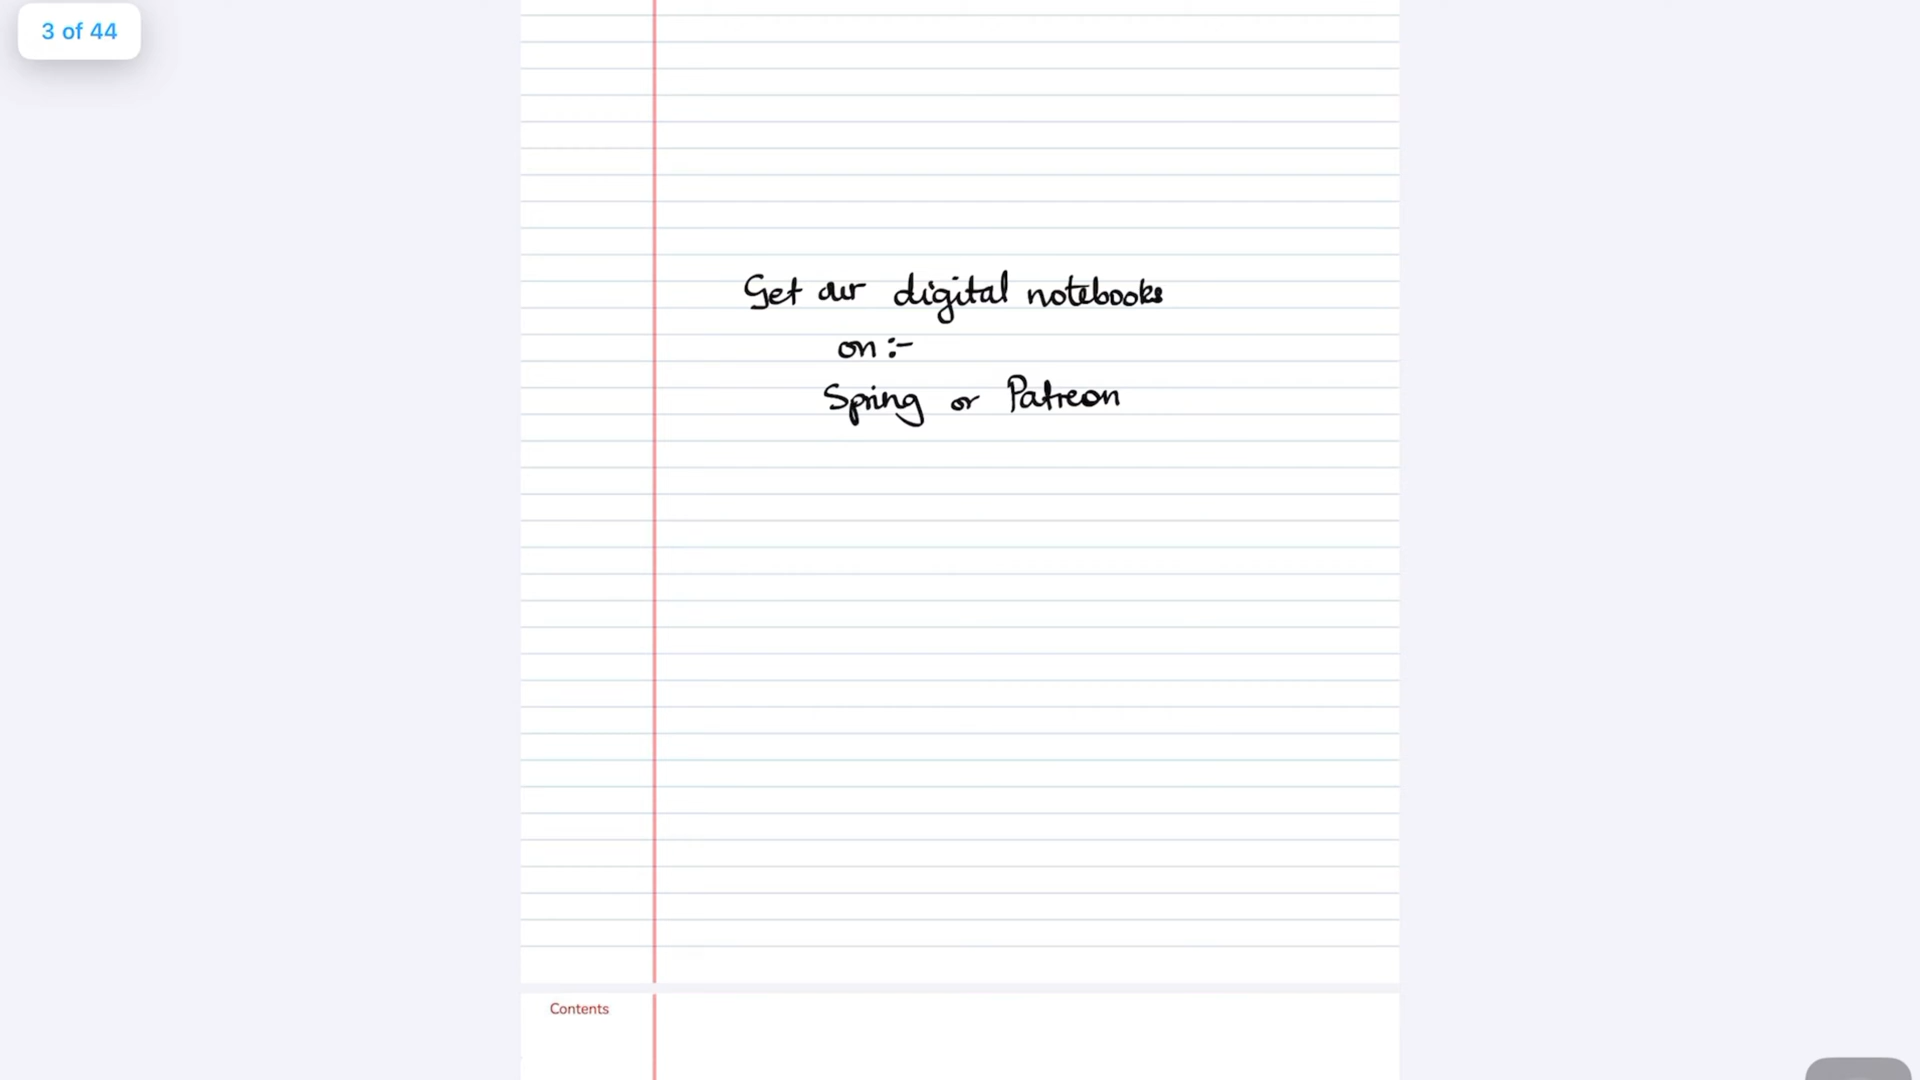 3 of 44
Get our digital notebooks
on :-
Spring or Patreon
Contents